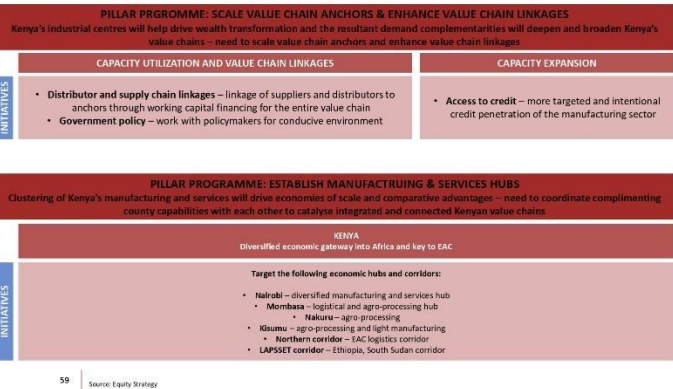 PILLAR PRGROMME: SCALE VALUE CHAIN ANCHORS & ENHANCE VALUE CHAIN LINKAGES
Kenya's industrial centres will help drive wealth transformation and the resultant demand complementarities will deepen and broaden Kenya's
value chains – need to scale value chain anchors and enhance value chain linkages
CAPACITY UTILIZATION AND VALUE CHAIN LINKAGES
CAPACITY EXPANSION
INITIATIVES
• Distributor and supply chain linkages – linkage of suppliers and distributors to
anchors through working capital financing for the entire value chain
• Government policy – work with policymakers for conducive environment
• Access to credit – more targeted and intentional
credit penetration of the manufacturing sector
PILLAR PROGRAMME: ESTABLISH MANUFACTRUING & SERVICES HUBS
Clustering of Kenya's manufacturing and services will drive economies of scale and comparative advantages – need to coordinate complimenting
county capabilities with each other to catalyse integrated and connected Kenyan value chains
KENYA
Diversified economic gateway into Africa and key to EAC
INITIATIVES
Target the following economic hubs and corridors:
• Nairobi – diversified manufacturing and services hub
• Mombasa – logistical and agro-processing hub
• Nakuru – agro-processing
• Kisumu – agro-processing and light manufacturing
• Northern corridor – EAC logistics corridor
• LAPSSET corridor – Ethiopia, South Sudan corridor
59
Source: Equity Strategy